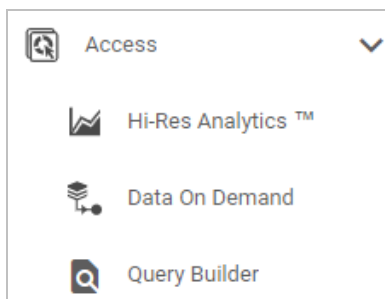 Access
Hi-Res Analytics ™
Data On Demand
Query Builder